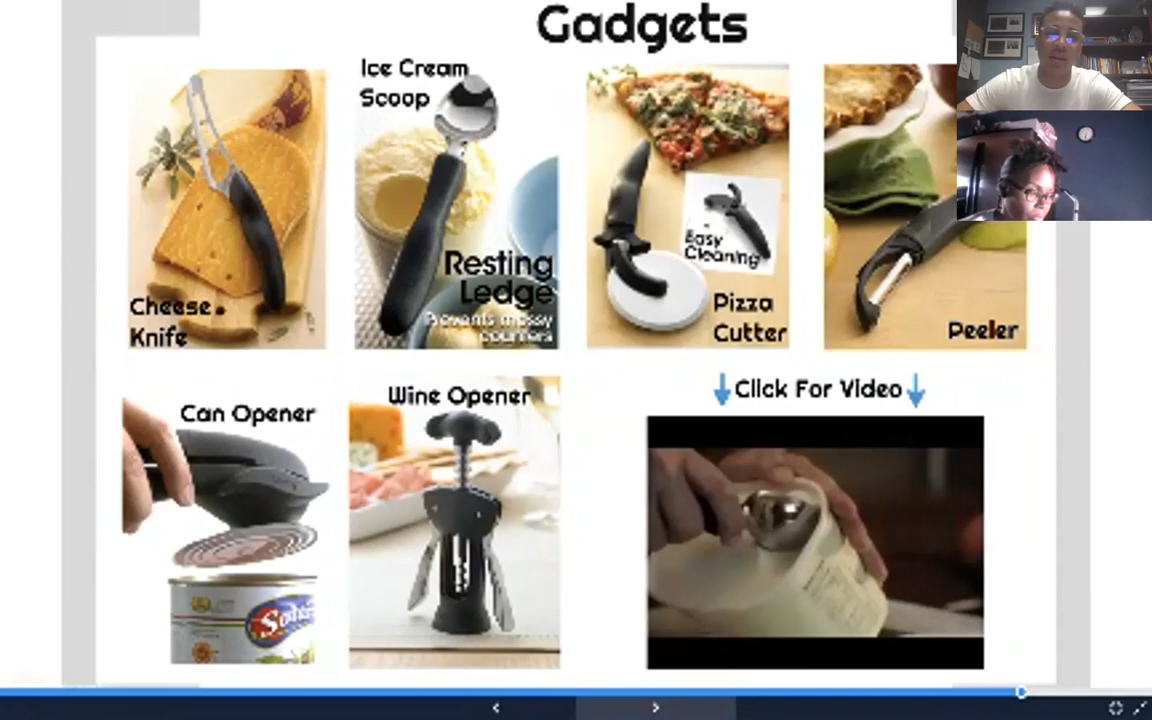 Gadgets
Ice Cream
Scoop
Resting
Ledge
Prevents messy
counters
Cheese
Knife
Easy
Cleaning
Pizza
Cutter
Peeler
Can Opener
Wine Opener
Click For Video